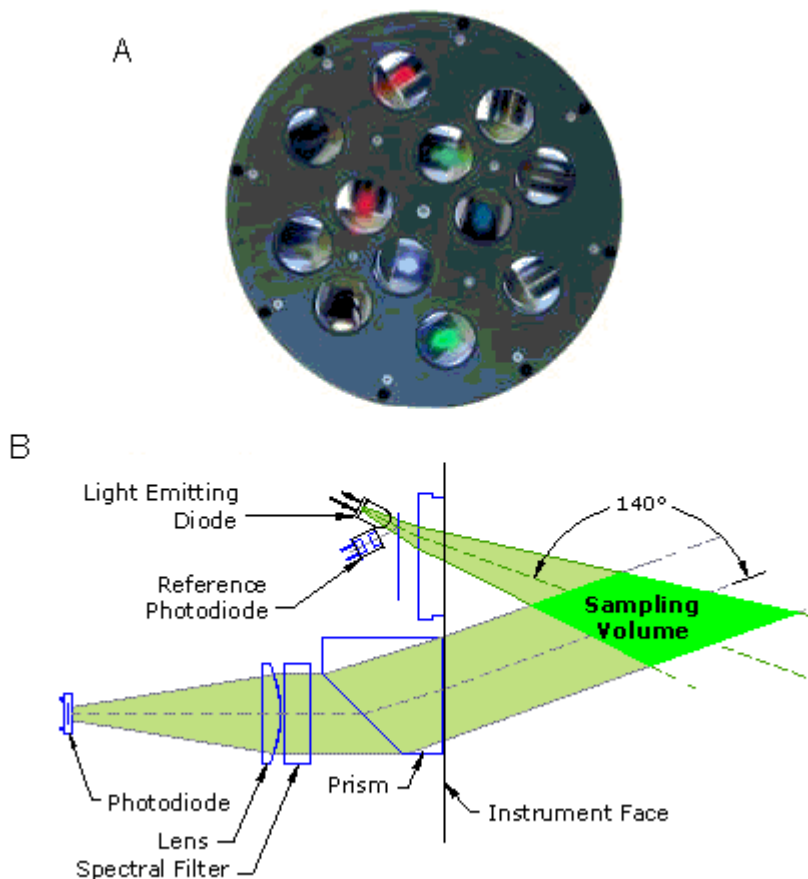 A
B
Light Emitting
Diode
140°
Reference
Photodiode
Sampling
Volume
Prism
Photodiode
Instrument Face
Lens
Spectral Filter